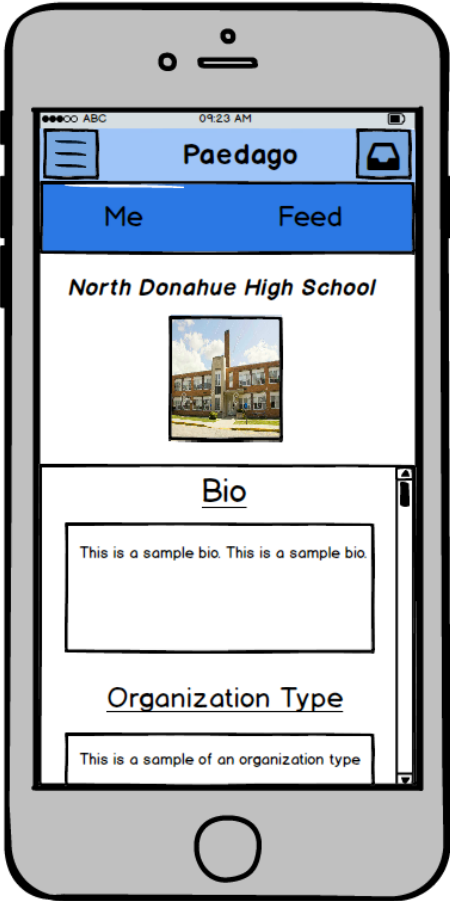 ABC 09:23 AM
Paedago
Me Feed
North Donahue High School
Bio
This is a sample bio. This is a sample bio.
Organization Type
This is a sample of an organization type